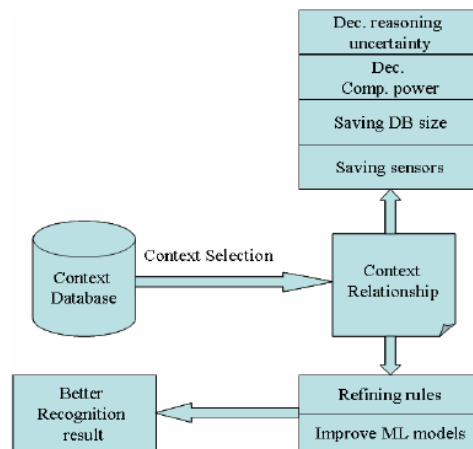 Dec. reasoning
uncertainty
Dec.
Comp. power
Saving DB size
Saving sensors
Context Selection
Context
Database
Context
Relationship
Better
Recognition
result
Refining rules
Improve ML models